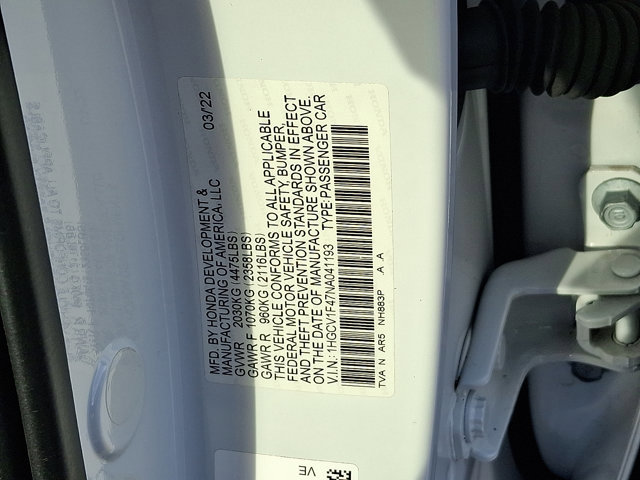 MFD. BY HONDA DEVELOPMENT & 03/22
MANUFACTURING OF AMERICA, LLC
GVWR 2030KG (4475LBS)
GAWR F 1070KG (2358LBS)
GAWR R 960KG (2116LBS)
THIS VEHICLE CONFORMS TO ALL APPLICABLE
FEDERAL MOTOR VEHICLE SAFETY, BUMPER,
AND THEFT PREVENTION STANDARDS IN EFFECT
ON THE DATE OF MANUFACTURE SHOWN ABOVE.
V.I.N.: 1HGCV1F47NA041193 TYPE: PASSENGER CAR
TVA N AR5 NH883P A A
VE